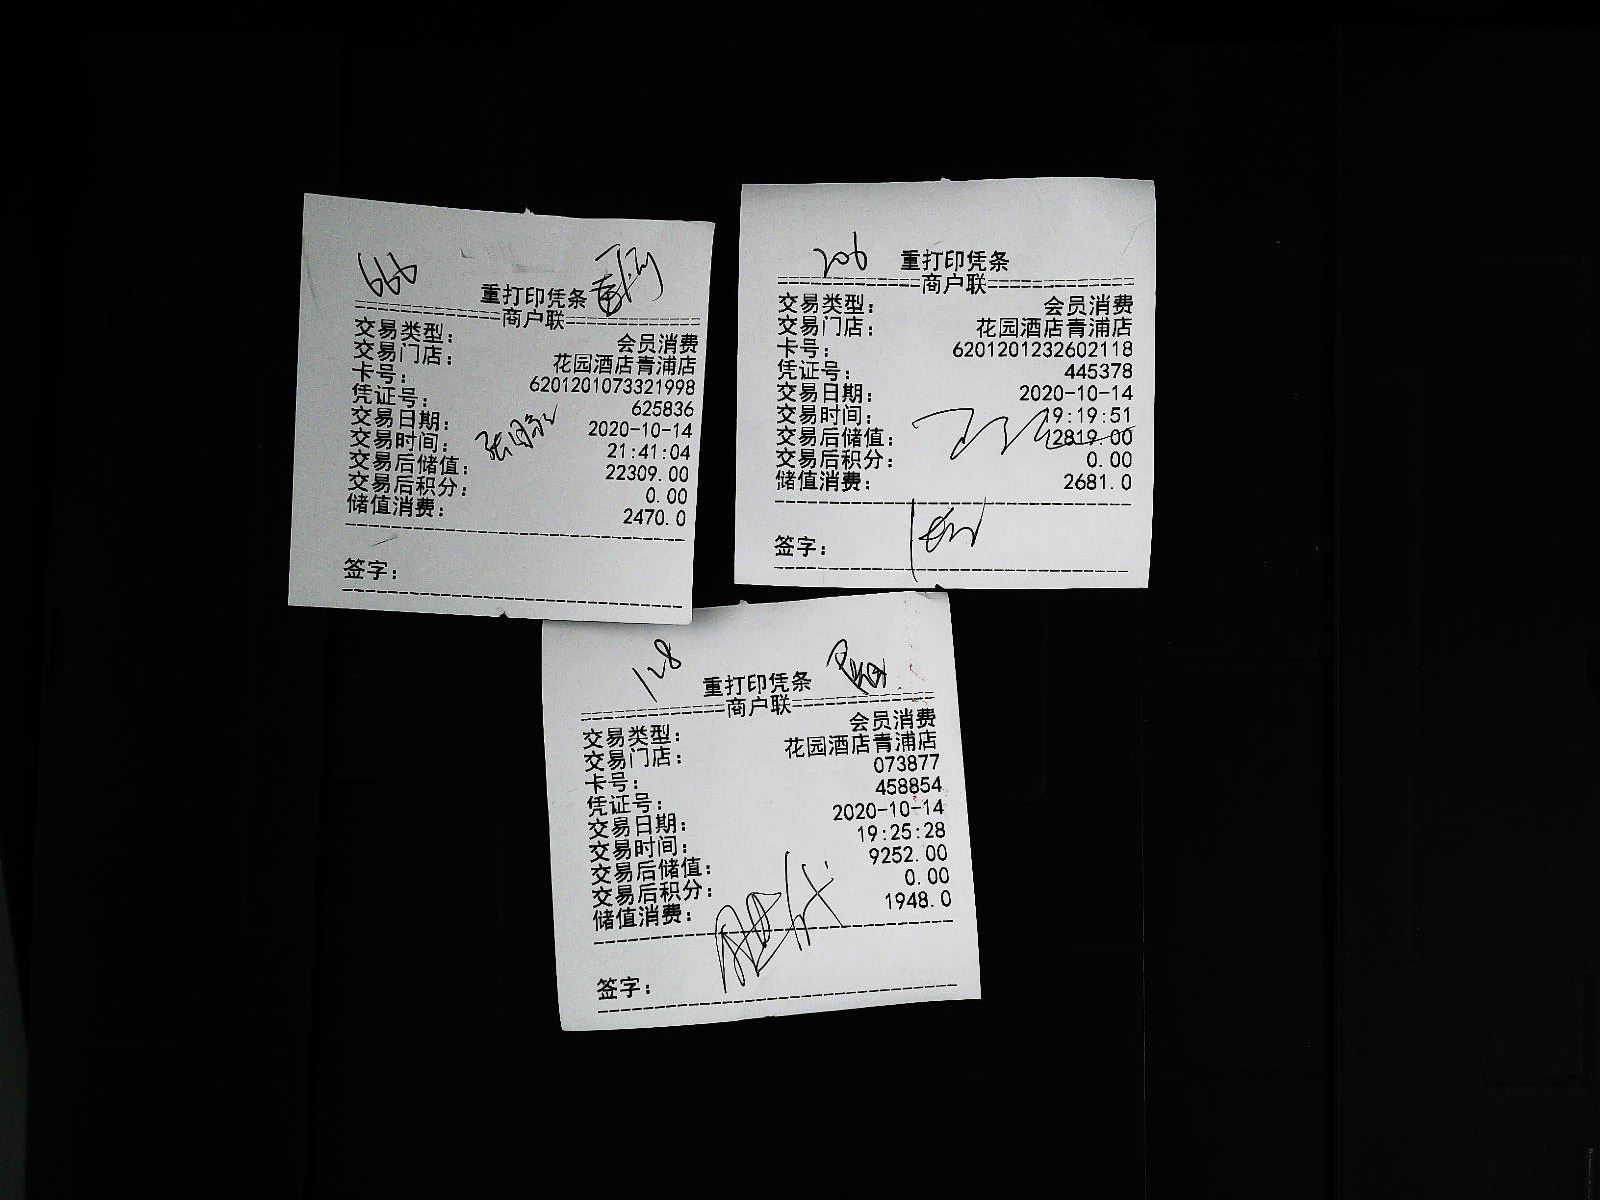 666
重打印凭条
==========商户联==========
交易类型: 会员消费
交易门店: 花园酒店青浦店
卡号: 6201201073321998
凭证号: 625836
交易日期: 2020-10-14
交易时间: 21:41:04
交易后储值: 22309.00
交易后积分: 0.00
储值消费: 2470.0
签字:
206 重打印凭条
==========商户联==========
交易类型: 会员消费
交易门店: 花园酒店青浦店
卡号: 6201201232602118
凭证号: 445378
交易日期: 2020-10-14
交易时间: 19:19:51
交易后储值: 12819.00
交易后积分: 0.00
储值消费: 2681.0
签字:
128
重打印凭条
==========商户联==========
交易类型: 会员消费
交易门店: 花园酒店青浦店
卡号: 073877
凭证号: 458854
交易日期: 2020-10-14
交易时间: 19:25:28
交易后储值: 9252.00
交易后积分: 0.00
储值消费: 1948.0
签字: